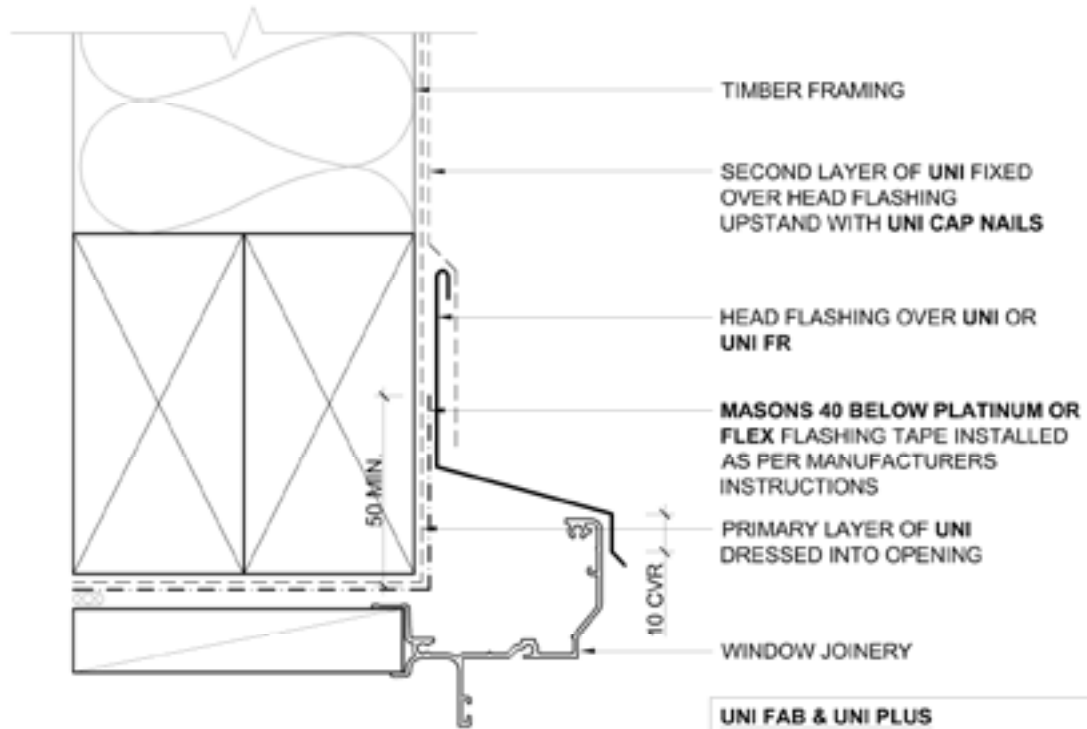 TIMBER FRAMING
SECOND LAYER OF UNI FIXED
OVER HEAD FLASHING
UPSTAND WITH UNI CAP NAILS
HEAD FLASHING OVER UNI OR
UNI FR
MASONS 40 BELOW PLATINUM OR
FLEX FLASHING TAPE INSTALLED
AS PER MANUFACTURERS
INSTRUCTIONS
50 MIN.
PRIMARY LAYER OF UNI
DRESSED INTO OPENING
10 CVR
WINDOW JOINERY
UNI FAB & UNI PLUS